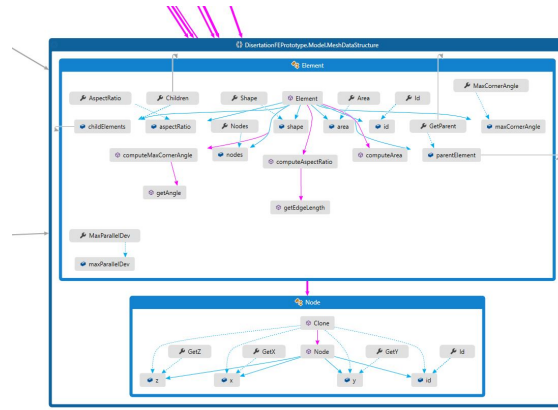 DisertationFEPrototype.Model.MeshDataStructure
Element
MaxCornerAngle
AspectRatio Children Shape Element Area Id
childElements aspectRatio Nodes shape area id GetParent maxCornerAngle
computeMaxCornerAngle nodes computeAspectRatio computeArea parentElement
getAngle
getEdgeLength
MaxParallelDev
maxParallelDev
Node
Clone
GetZ GetX Node GetY Id
z x y id